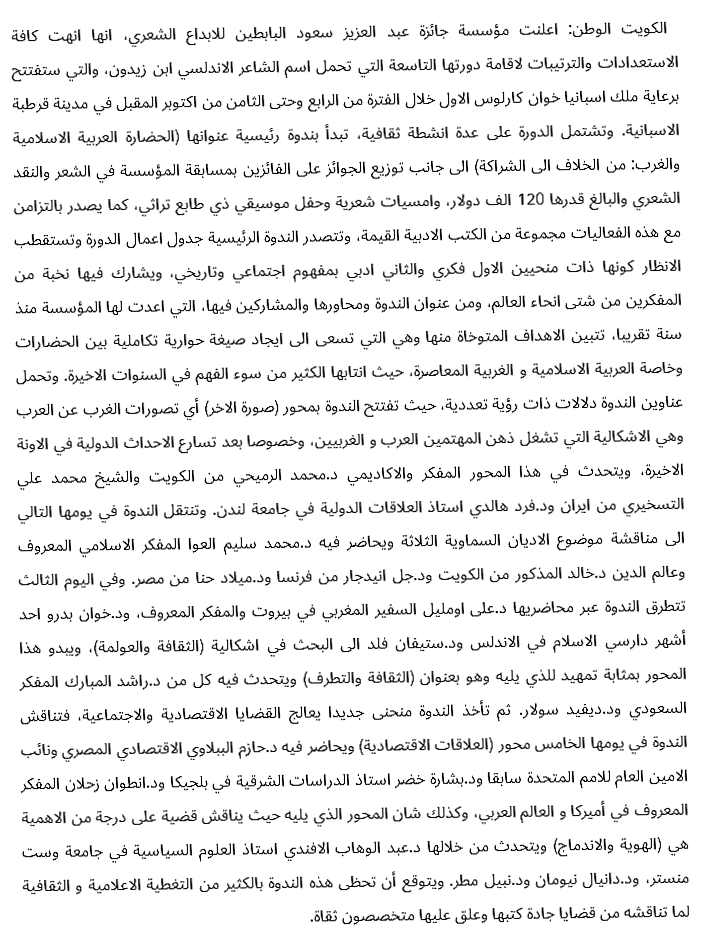 الكويت الوطن: اعلنت مؤسسة جائزة عبد العزيز سعود البابطين للابداع الشعري، انها انهت كافة
الاستعدادات والترتيبات لاقامة دورتها التاسعة التي تحمل اسم الشاعر الاندلسي ابن زيدون، والتي ستفتتح
برعاية ملك اسبانيا خوان كارلوس الاول خلال الفترة من الرابع وحتى الثامن من اكتوبر المقبل في مدينة قرطبة
الاسبانية. وتشتمل الدورة على عدة انشطة ثقافية، تبدأ بندوة رئيسية عنوانها (الحضارة العربية الاسلامية
والغرب: من الخلاف الى الشراكة) الى جانب توزيع الجوائز على الفائزين بمسابقة المؤسسة في الشعر والنقد
الشعري والبالغ قدرها 120 الف دولار، وامسيات شعرية وحفل موسيقي ذي طابع تراثي، كما يصدر بالتزامن
مع هذه الفعاليات مجموعة من الكتب الادبية القيمة، وتتصدر الندوة الرئيسية جدول اعمال الدورة وتستقطب
الانظار كونها ذات منحيين الاول فكري والثاني ادبي بمفهوم اجتماعي وتاريخي، ويشارك فيها نخبة من
المفكرين من شتى انحاء العالم، ومن عنوان الندوة ومحاورها والمشاركين فيها، التي اعدت لها المؤسسة منذ
سنة تقريبا، تتبين الاهداف المتوخاة منها وهي التي تسعى الى ايجاد صيغة حوارية تكاملية بين الحضارات
وخاصة العربية الاسلامية و الغربية المعاصرة، حيث انتابها الكثير من سوء الفهم في السنوات الاخيرة. وتحمل
عناوين الندوة دلالات ذات رؤية تعددية، حيث تفتتح الندوة بمحور (صورة الاخر) أي تصورات الغرب عن العرب
وهي الاشكالية التي تشغل ذهن المهتمين العرب و الغربيين، وخصوصا بعد تسارع الاحداث الدولية في الاونة
الاخيرة، ويتحدث في هذا المحور المفكر والاكاديمي د.محمد الرميحي من الكويت والشيخ محمد علي
التسخيري من ايران ود.فرد هالدي استاذ العلاقات الدولية في جامعة لندن. وتنتقل الندوة في يومها التالي
الى مناقشة موضوع الاديان السماوية الثلاثة ويحاضر فيه د.محمد سليم العوا المفكر الاسلامي المعروف
وعالم الدين د.خالد المذكور من الكويت ود.جل انيدجار من فرنسا ود.ميلاد حنا من مصر. وفي اليوم الثالث
تتطرق الندوة عبر محاضريها د.على اومليل السفير المغربي في بيروت والمفكر المعروف، ود.خوان بدرو احد
أشهر دارسي الاسلام في الاندلس ود.ستيفان فلد الى البحث في اشكالية (الثقافة والعولمة)، ويبدو هذا
المحور بمثابة تمهيد للذي يليه وهو بعنوان (الثقافة والتطرف) ويتحدث فيه كل من د.راشد المبارك المفكر
السعودي ود.ديفيد سولار. ثم تأخذ الندوة منحنى جديدا يعالج القضايا الاقتصادية والاجتماعية، فتناقش
الندوة في يومها الخامس محور (العلاقات الاقتصادية) ويحاضر فيه د.حازم الببلاوي الاقتصادي المصري ونائب
الامين العام للامم المتحدة سابقا ود.بشارة خضر استاذ الدراسات الشرقية في بلجيكا ود.انطوان زحلان المفكر
المعروف في أميركا و العالم العربي، وكذلك شان المحور الذي يليه حيث يناقش قضية على درجة من الاهمية
هي (الهوية والاندماج) ويتحدث من خلالها د.عبد الوهاب الافندي استاذ العلوم السياسية في جامعة وست
منستر، ود.دانيال نيومان ود.نبيل مطر. ويتوقع أن تحظى هذه الندوة بالكثير من التغطية الاعلامية و الثقافية
لما تناقشه من قضايا جادة كتبها وعلق عليها متخصصون ثقاة.